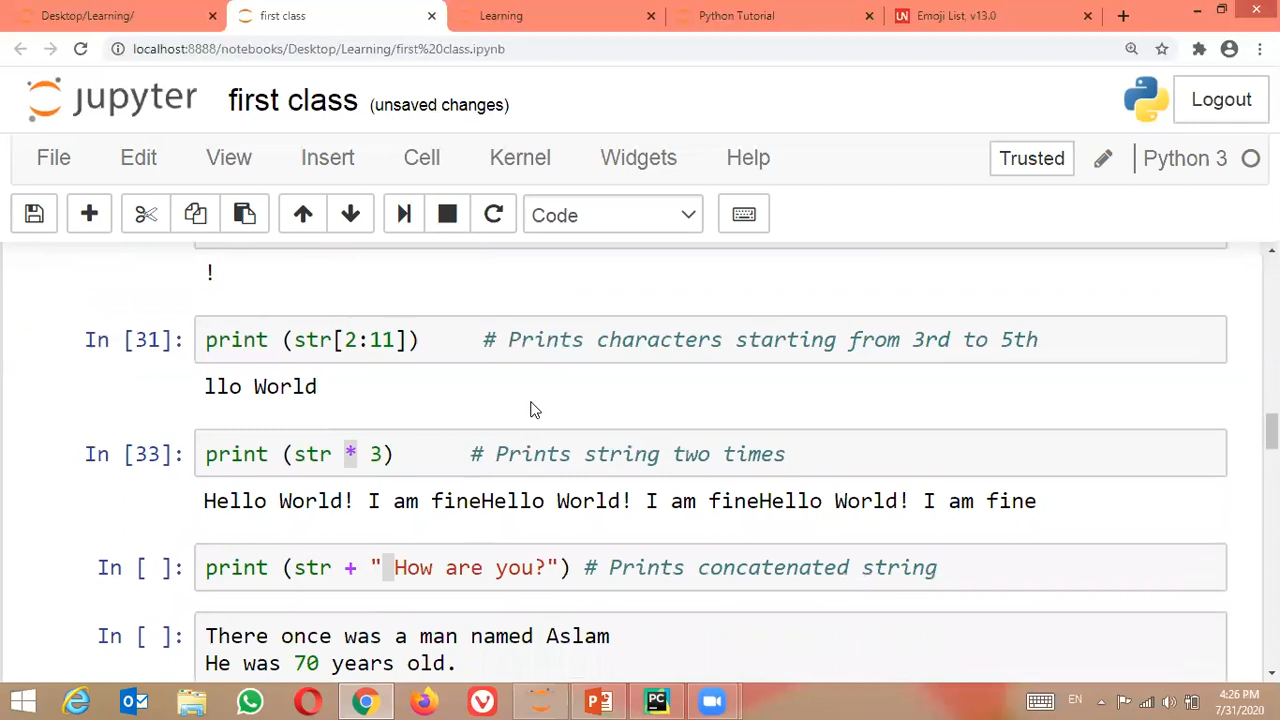 Desktop/Learning/ × first class × Learning × Python Tutorial × UN Emoji List, v13.0 × +
localhost:8888/notebooks/Desktop/Learning/first%20class.ipynb
jupyter first class (unsaved changes) Logout
File Edit View Insert Cell Kernel Widgets Help Trusted Python 3
Code
!
In [31]: print (str[2:11]) # Prints characters starting from 3rd to 5th
llo World
In [33]: print (str * 3) # Prints string two times
Hello World! I am fineHello World! I am fineHello World! I am fine
In [ ]: print (str + " How are you?") # Prints concatenated string
In [ ]: There once was a man named Aslam
He was 70 years old.
EN 4:26 PM
7/31/2020